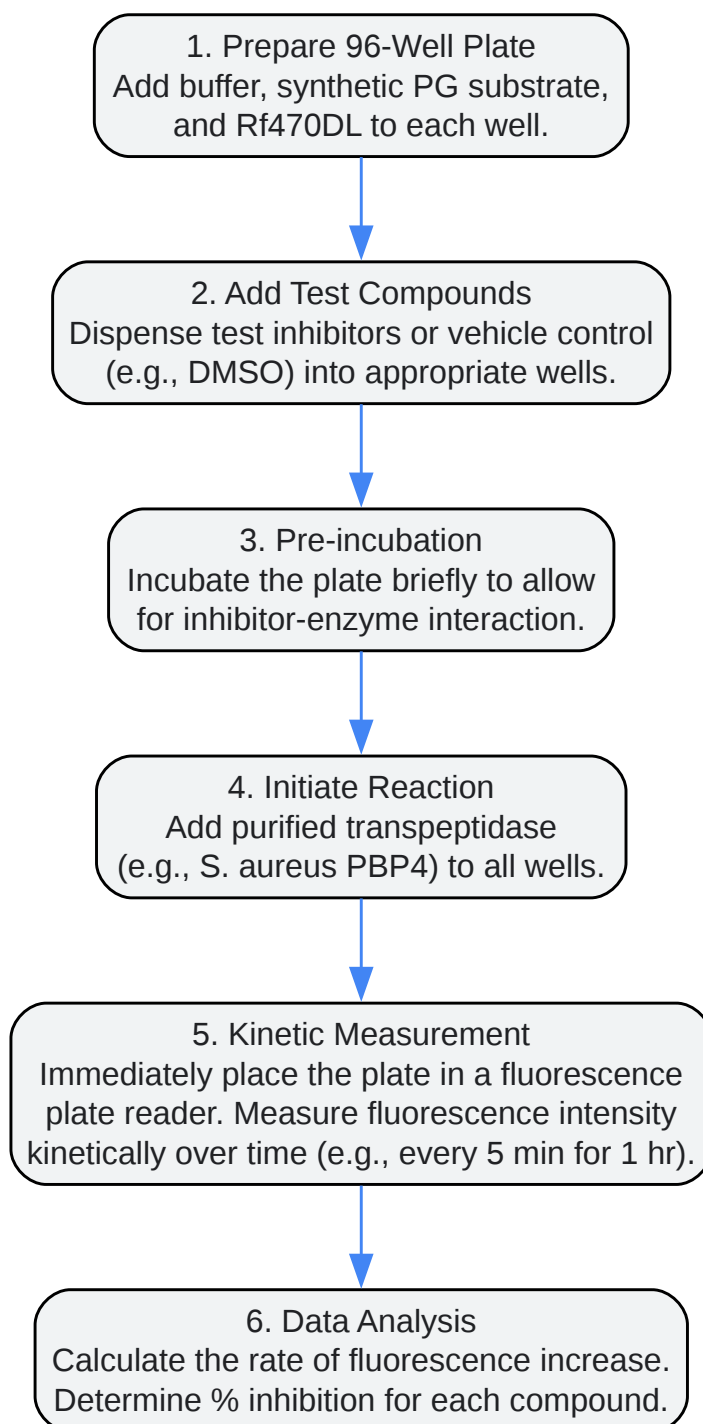 1. Prepare 96-Well Plate
Add buffer, synthetic PG substrate,
and Rf470DL to each well.
2. Add Test Compounds
Dispense test inhibitors or vehicle control
(e.g., DMSO) into appropriate wells.
3. Pre-incubation
Incubate the plate briefly to allow
for inhibitor-enzyme interaction.
4. Initiate Reaction
Add purified transpeptidase
(e.g., S. aureus PBP4) to all wells.
5. Kinetic Measurement
Immediately place the plate in a fluorescence
plate reader. Measure fluorescence intensity
kinetically over time (e.g., every 5 min for 1 hr).
6. Data Analysis
Calculate the rate of fluorescence increase.
Determine % inhibition for each compound.